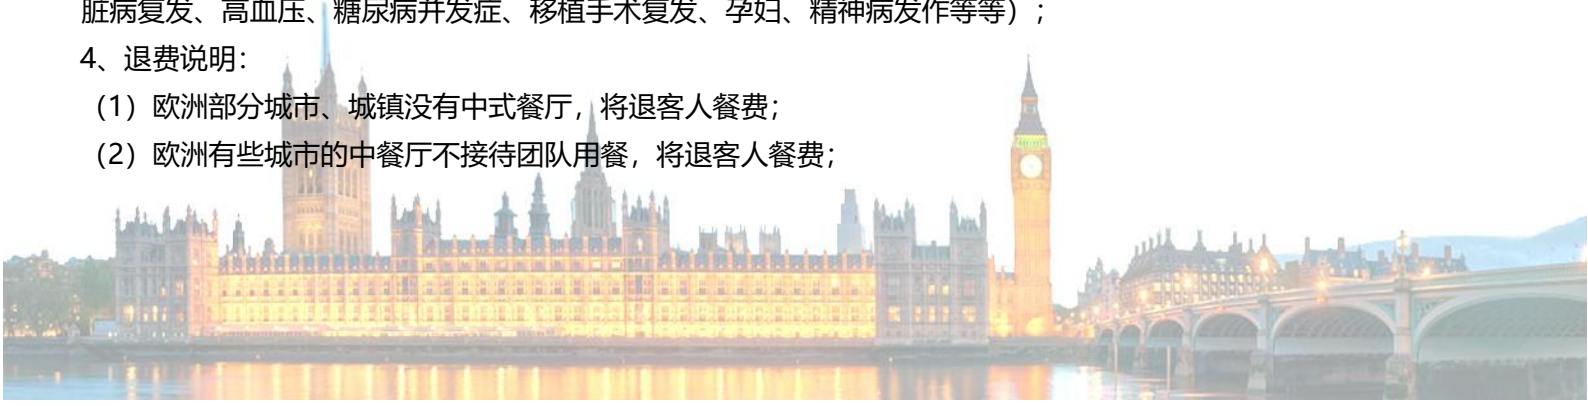 脏病复发、高血压、糖尿病并发症、移植手术复发、孕妇、精神病发作等等）;
4、退费说明：
（1）欧洲部分城市、城镇没有中式餐厅，将退客人餐费；
（2）欧洲有些城市的中餐厅不接待团队用餐，将退客人餐费；